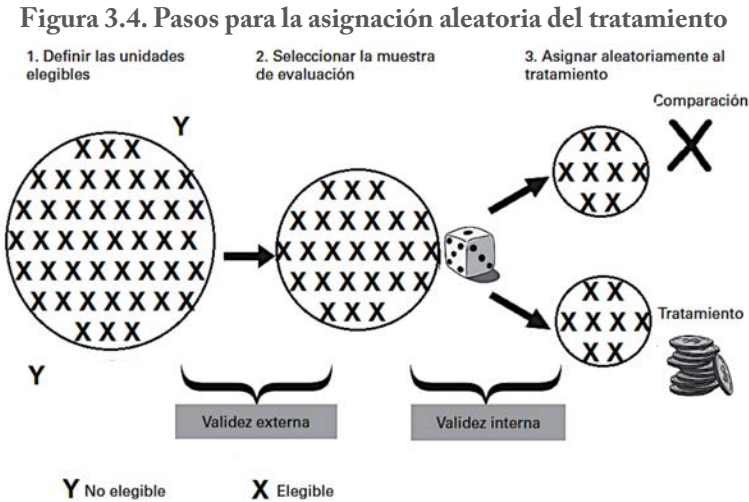 Figura 3.4. Pasos para la asignación aleatoria del tratamiento
1. Definir las unidades
elegibles
2. Seleccionar la muestra
de evaluación
3. Asignar aleatoriamente al
tratamiento
Y
X X X
X X X X X X X
X X X X X X X X
X X X X X X X X
X X X X X X X X
X X X X X X X
X X X
Y
X X X
X X X X X X
X X X X X X X
X X X X X X
X X X
Comparación
X
X X
X X X X
X X
Tratamiento
X X
X X X X
X X
Validez externa
Validez interna
Y No elegible
X Elegible